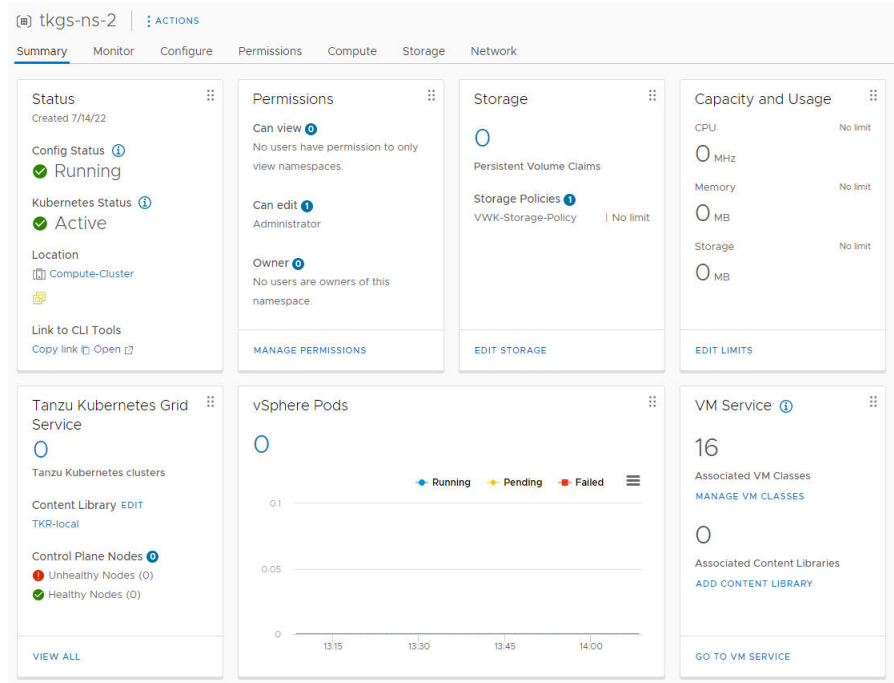 tkgs-ns-2
ACTIONS
Summary Monitor Configure Permissions Compute Storage Network
Status
Created 7/14/22
Config Status
Running
Kubernetes Status
Active
Location
Compute-Cluster
Link to CLI Tools
Copy link Open
Permissions
Can view 0
No users have permission to only
view namespaces.
Can edit 1
Administrator
Owner 0
No users are owners of this
namespace.
MANAGE PERMISSIONS
Storage
0
Persistent Volume Claims
Storage Policies 1
VWK-Storage-Policy | No limit
EDIT STORAGE
Capacity and Usage
CPU No limit
0 MHz
Memory No limit
0 MB
Storage No limit
0 MB
EDIT LIMITS
Tanzu Kubernetes Grid
Service
0
Tanzu Kubernetes clusters
Content Library EDIT
TKR-local
Control Plane Nodes 0
Unhealthy Nodes (0)
Healthy Nodes (0)
VIEW ALL
vSphere Pods
0
Running Pending Failed
0.1
0.05
0
13:15 13:30 13:45 14:00
VM Service
16
Associated VM Classes
MANAGE VM CLASSES
0
Associated Content Libraries
ADD CONTENT LIBRARY
GO TO VM SERVICE